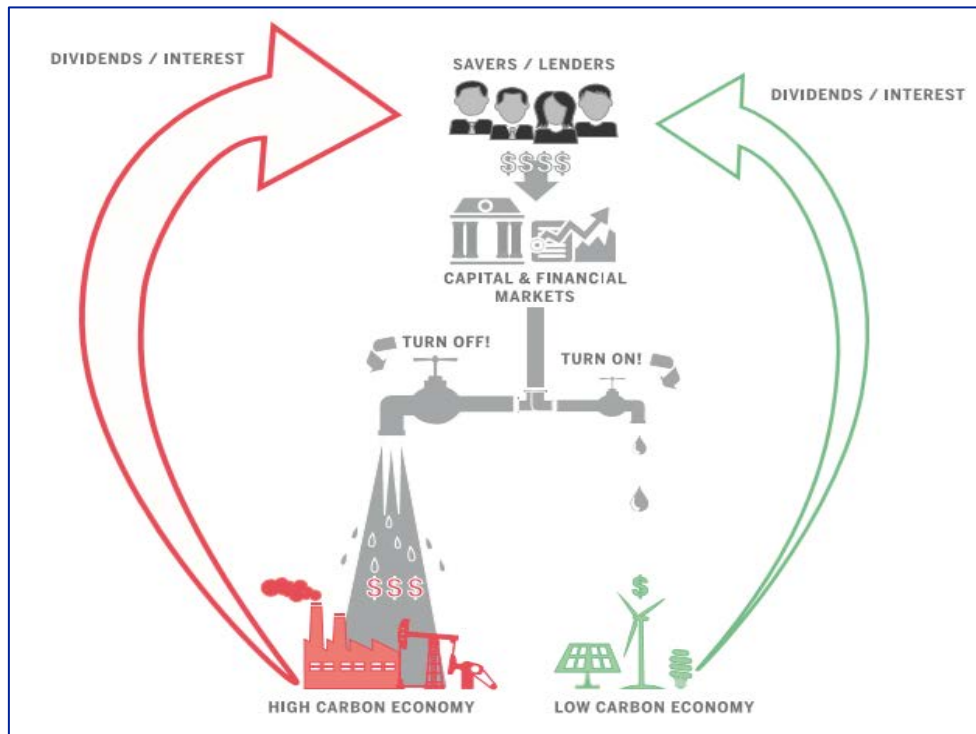 DIVIDENDS / INTEREST
SAVERS / LENDERS
DIVIDENDS / INTEREST
$$$$
CAPITAL & FINANCIAL
MARKETS
TURN OFF!
TURN ON!
$$$
$
HIGH CARBON ECONOMY
LOW CARBON ECONOMY